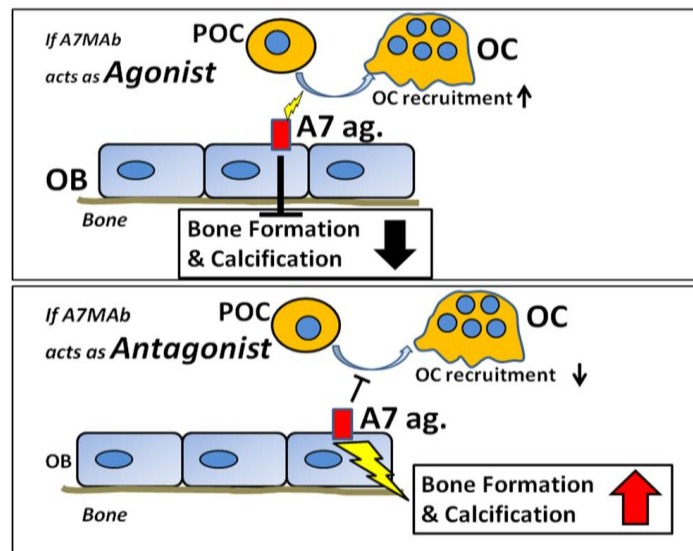 If A7MAb
acts as Agonist
POC
OC
OC recruitment
A7 ag.
OB
Bone
Bone Formation
& Calcification
If A7MAb
acts as Antagonist
POC
OC
OC recruitment
A7 ag.
OB
Bone
Bone Formation
& Calcification